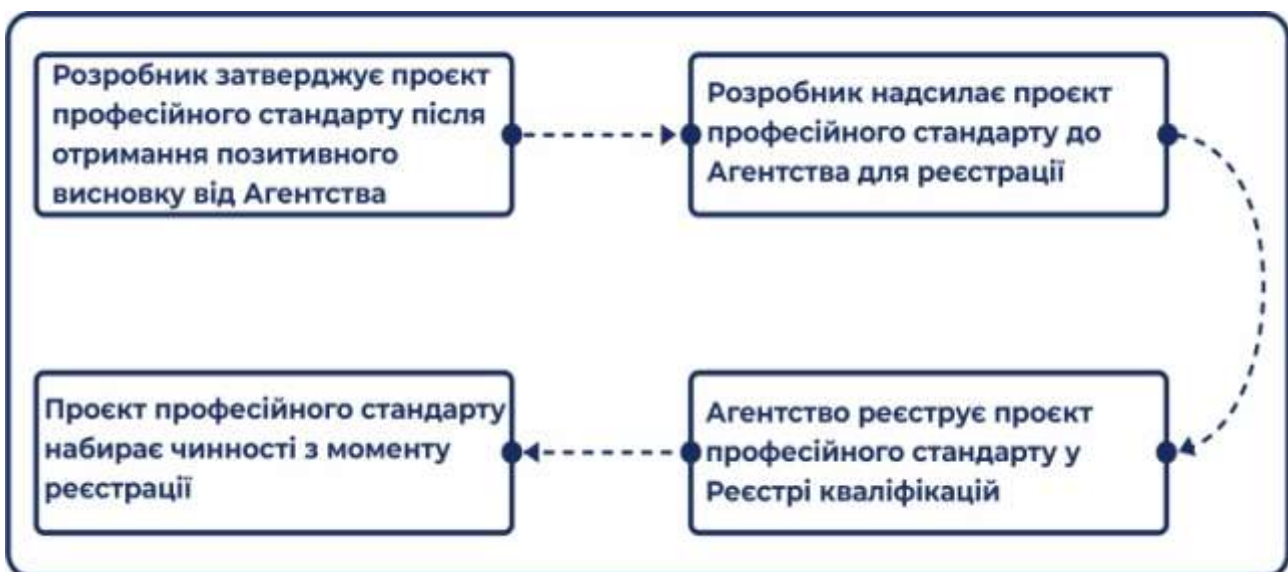 Розробник затверджує проєкт
професійного стандарту після
отримання позитивного
висновку від Агентства
Розробник надсилає проєкт
професійного стандарту до
Агентства для реєстрації
Агентство реєструє проєкт
професійного стандарту у
Реєстрі кваліфікацій
Проєкт професійного стандарту
набирає чинності з моменту
реєстрації